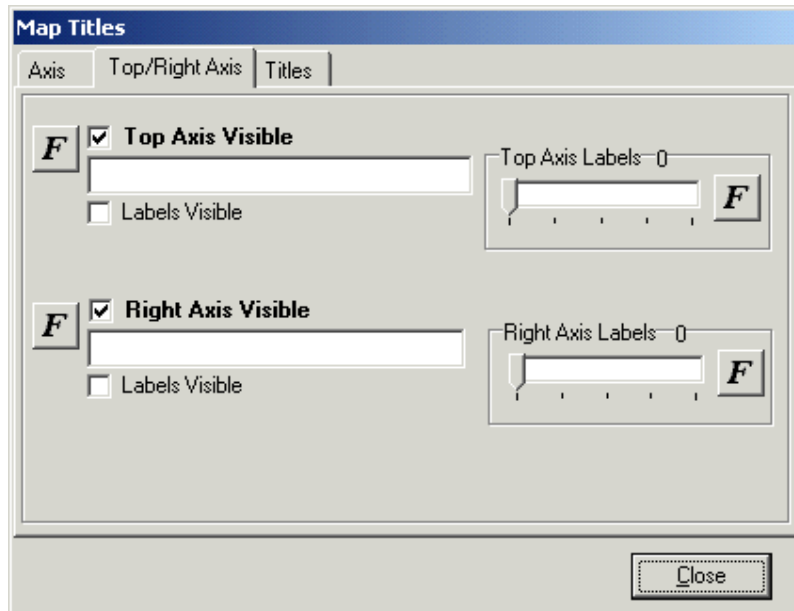 Map Titles
Axis Top/Right Axis Titles
F Top Axis Visible
Top Axis Labels 0
F
Labels Visible
F Right Axis Visible
Right Axis Labels 0
F
Labels Visible
Close